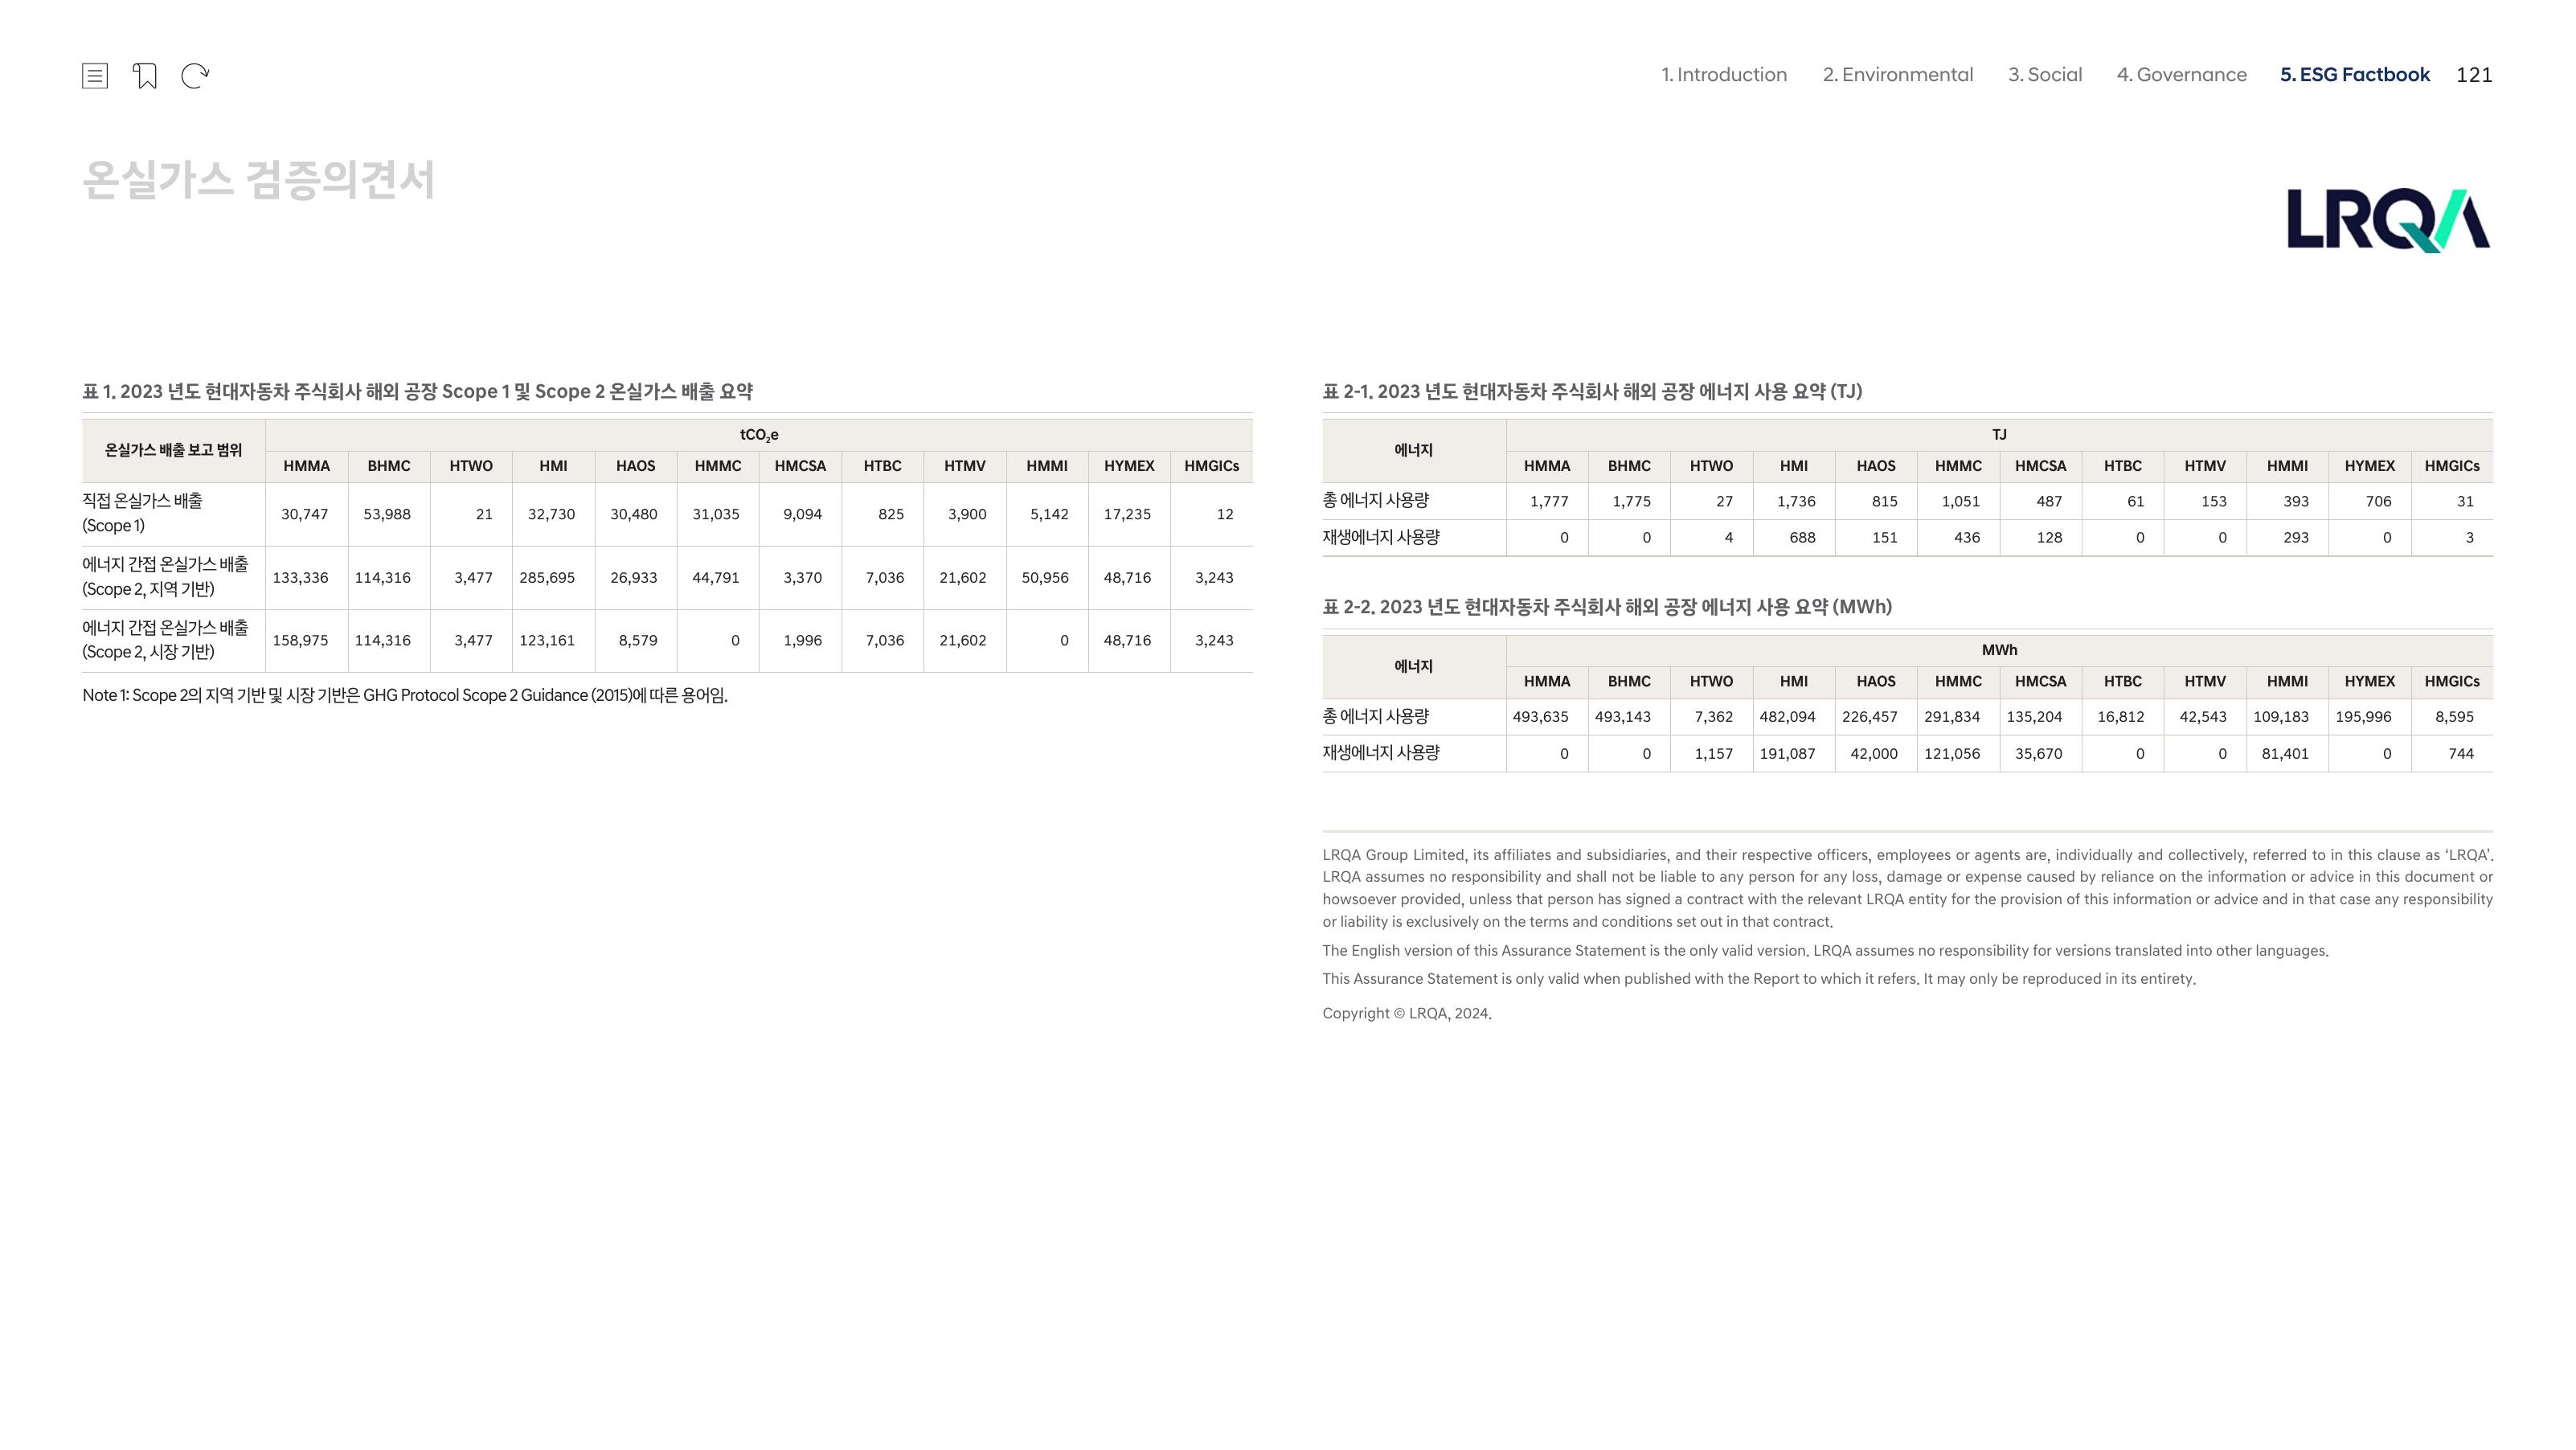 1. Introduction 2. Environmental 3. Social 4. Governance 5. ESG Factbook 121
온실가스 검증의견서
LRQA
표 1. 2023 년도 현대자동차 주식회사 해외 공장 Scope 1 및 Scope 2 온실가스 배출 요약
온실가스 배출 보고 범위 tCO₂e
HMMA BHMC HTWO HMI HAOS HMMC HMCSA HTBC HTMV HMMI HYMEX HMGICs
직접 온실가스 배출
(Scope 1)
30,747 53,988 21 32,730 30,480 31,035 9,094 825 3,900 5,142 17,235 12
에너지 간접 온실가스 배출
(Scope 2, 지역 기반)
133,336 114,316 3,477 285,695 26,933 44,791 3,370 7,036 21,602 50,956 48,716 3,243
에너지 간접 온실가스 배출
(Scope 2, 시장 기반)
158,975 114,316 3,477 123,161 8,579 0 1,996 7,036 21,602 0 48,716 3,243
Note 1: Scope 2의 지역 기반 및 시장 기반은 GHG Protocol Scope 2 Guidance (2015)에 따른 용어임.
표 2-1. 2023 년도 현대자동차 주식회사 해외 공장 에너지 사용 요약 (TJ)
에너지 TJ
HMMA BHMC HTWO HMI HAOS HMMC HMCSA HTBC HTMV HMMI HYMEX HMGICs
총 에너지 사용량 1,777 1,775 27 1,736 815 1,051 487 61 153 393 706 31
재생에너지 사용량 0 0 4 688 151 436 128 0 0 293 0 3
표 2-2. 2023 년도 현대자동차 주식회사 해외 공장 에너지 사용 요약 (MWh)
에너지 MWh
HMMA BHMC HTWO HMI HAOS HMMC HMCSA HTBC HTMV HMMI HYMEX HMGICs
총 에너지 사용량 493,635 493,143 7,362 482,094 226,457 291,834 135,204 16,812 42,543 109,183 195,996 8,595
재생에너지 사용량 0 0 1,157 191,087 42,000 121,056 35,670 0 0 81,401 0 744
LRQA Group Limited, its affiliates and subsidiaries, and their respective officers, employees or agents are, individually and collectively, referred to in this clause as ‘LRQA’.
LRQA assumes no responsibility and shall not be liable to any person for any loss, damage or expense caused by reliance on the information or advice in this document or
howsoever provided, unless that person has signed a contract with the relevant LRQA entity for the provision of this information or advice and in that case any responsibility
or liability is exclusively on the terms and conditions set out in that contract.
The English version of this Assurance Statement is the only valid version. LRQA assumes no responsibility for versions translated into other languages.
This Assurance Statement is only valid when published with the Report to which it refers. It may only be reproduced in its entirety.
Copyright © LRQA, 2024.